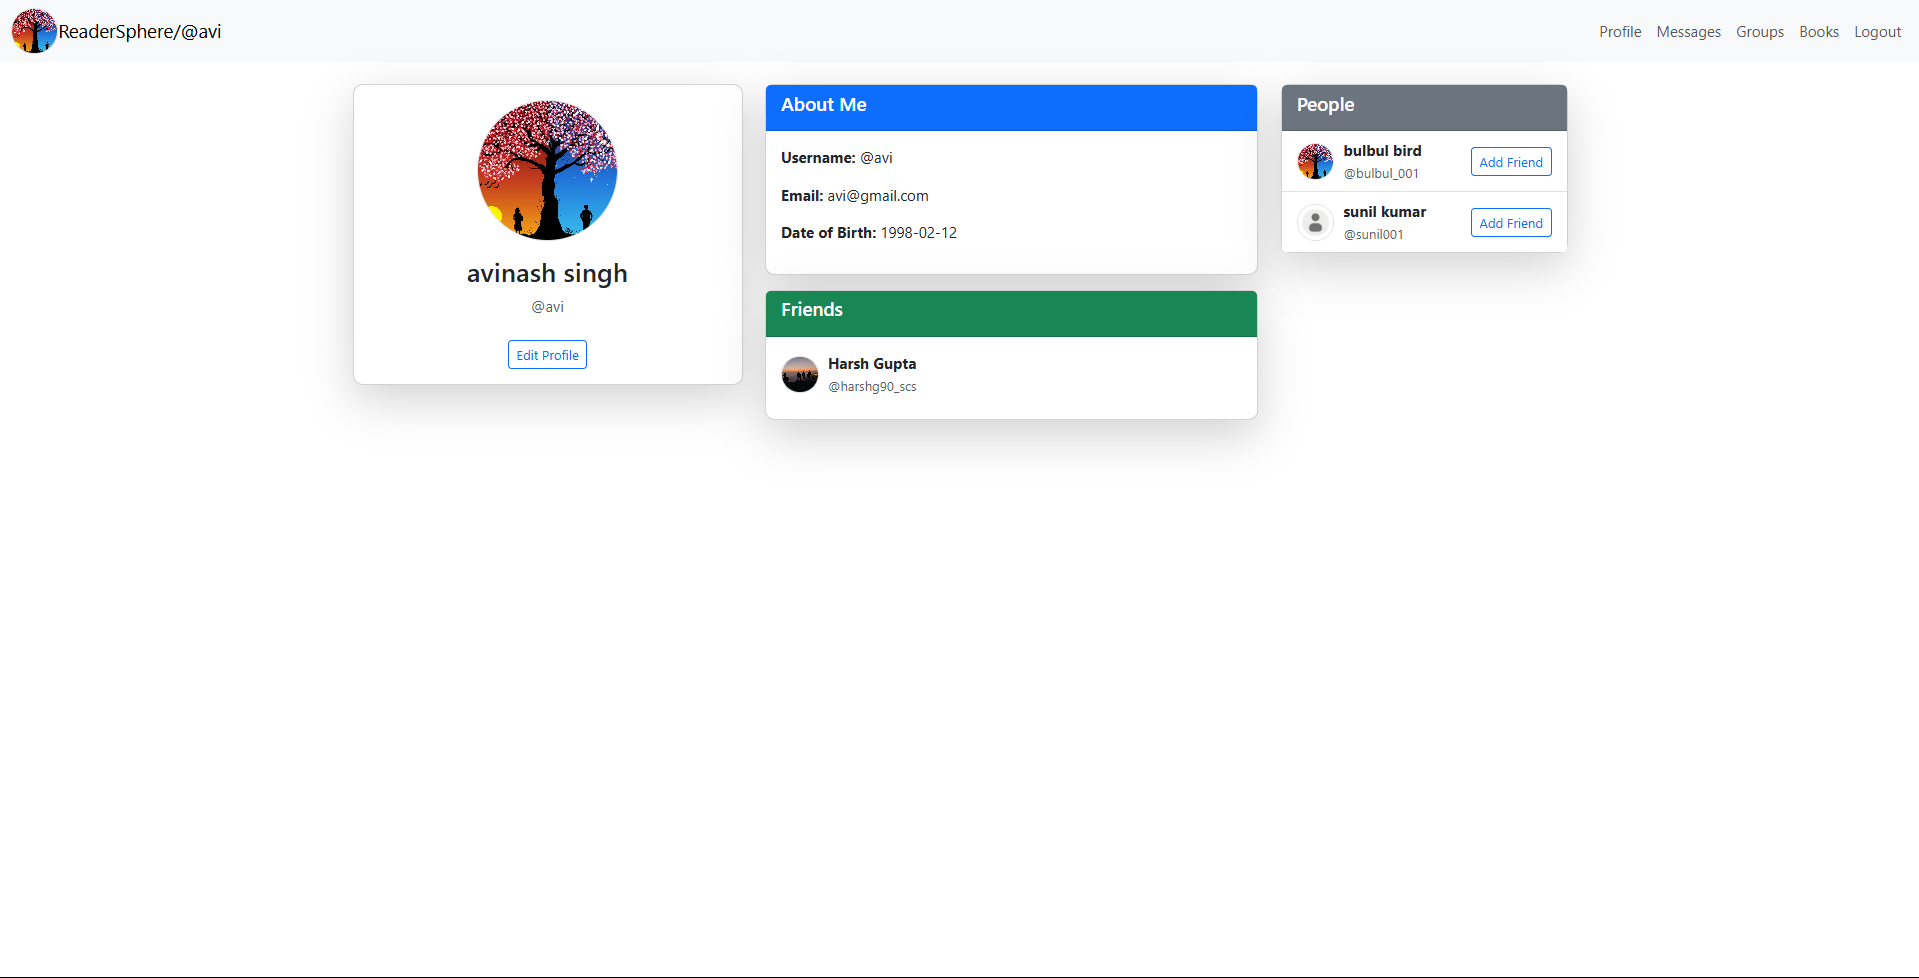 ReaderSphere/@avi
Profile Messages Groups Books Logout
avinash singh
@avi
Edit Profile
About Me
Username: @avi
Email: avi@gmail.com
Date of Birth: 1998-02-12
Friends
Harsh Gupta
@harshg90_scs
People
bulbul bird
@bulbul_001
Add Friend
sunil kumar
@sunil001
Add Friend